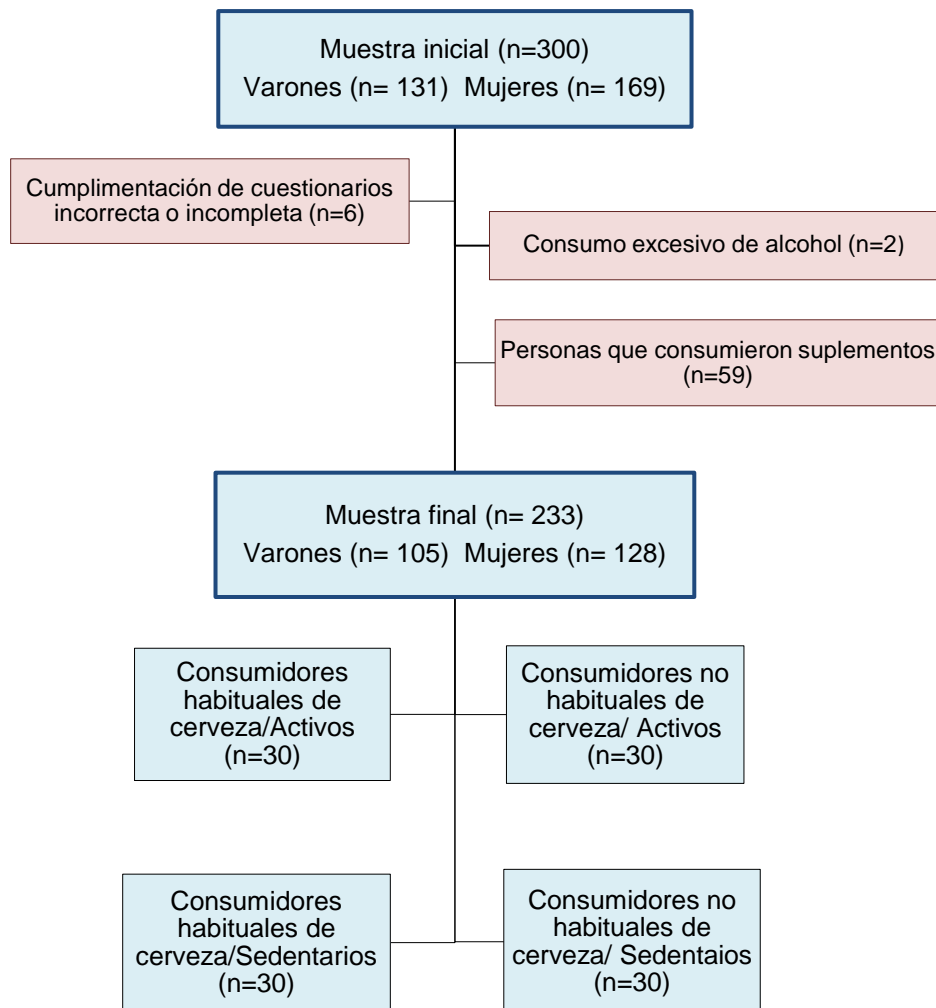 Muestra inicial (n=300)
Varones (n= 131)  Mujeres (n= 169)
Cumplimentación de cuestionarios
incorrecta o incompleta (n=6)
Consumo excesivo de alcohol (n=2)
Personas que consumieron suplementos
(n=59)
Muestra final (n= 233)
Varones (n= 105)  Mujeres (n= 128)
Consumidores
habituales de
cerveza/Activos
(n=30)
Consumidores no
habituales de
cerveza/ Activos
(n=30)
Consumidores
habituales de
cerveza/Sedentarios
(n=30)
Consumidores no
habituales de
cerveza/ Sedentaios
(n=30)